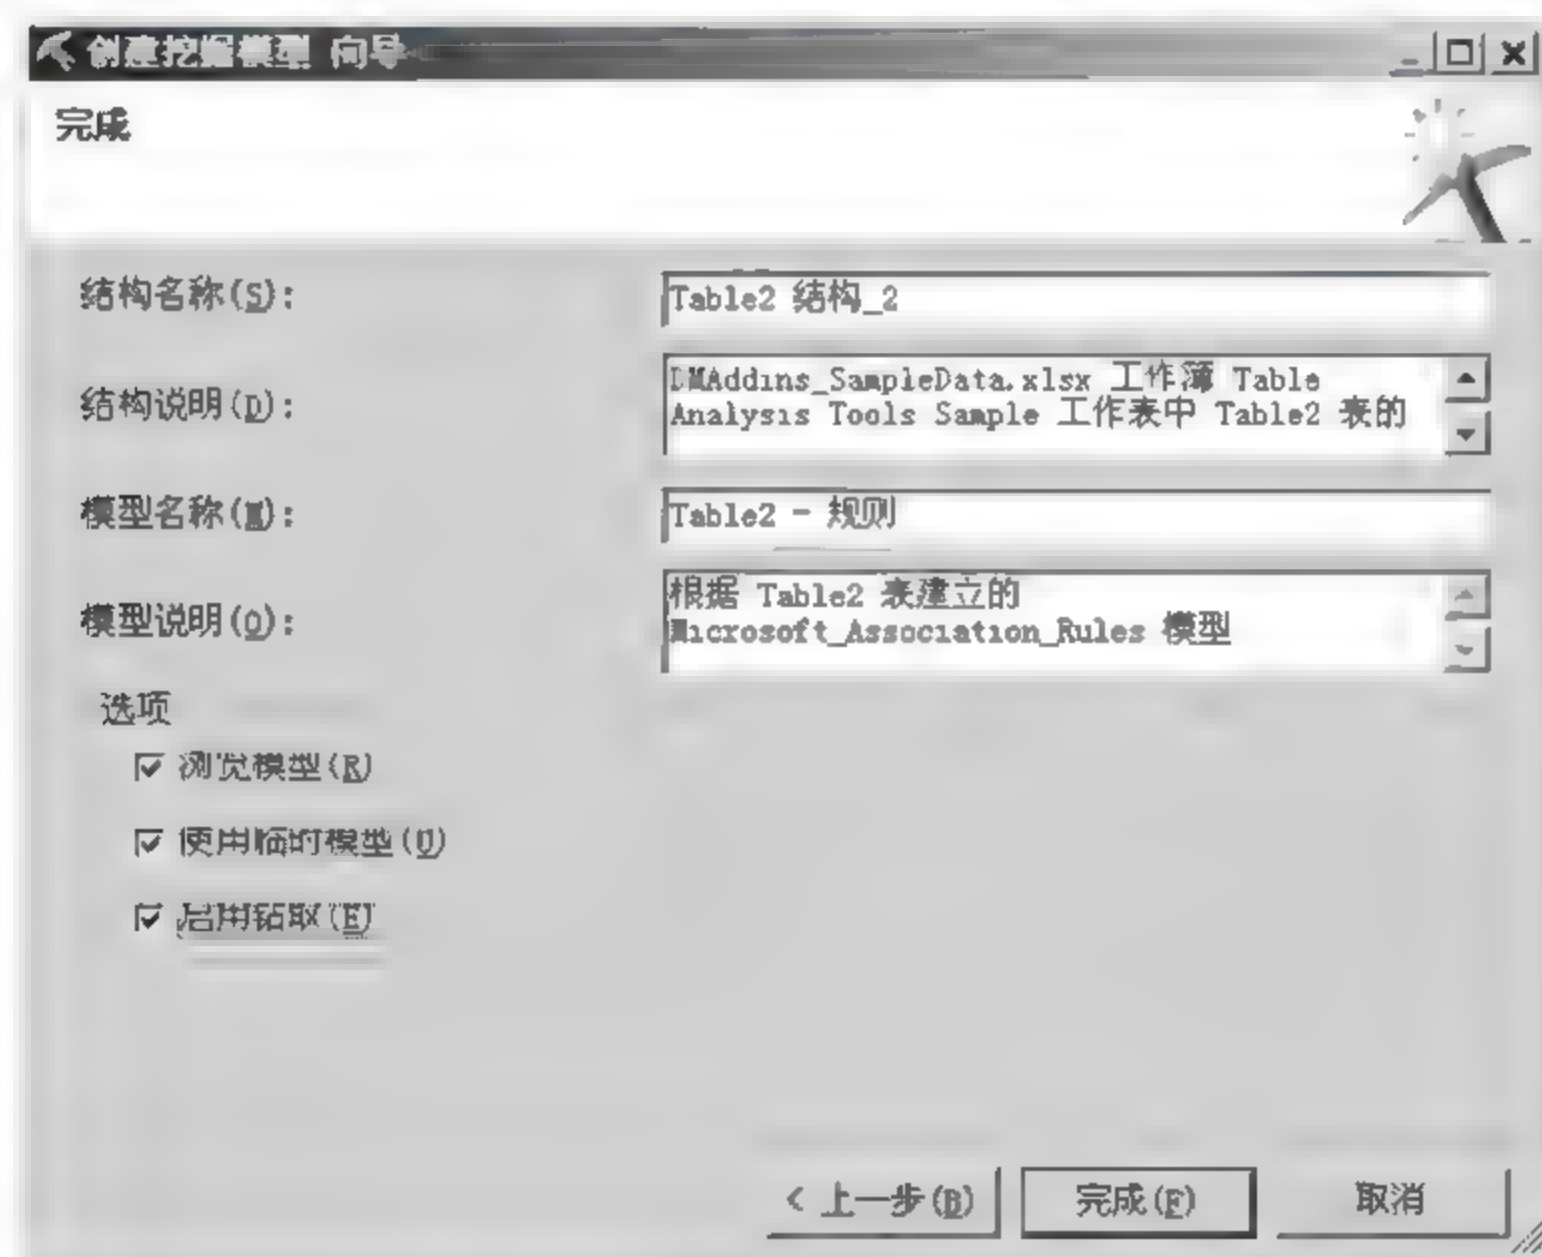 创建挖掘模型 向导
完成
结构名称(S):
Table2 结构_2
结构说明(D):
DMAddins_SampleData.xlsx 工作簿 Table
Analysis Tools Sample 工作表中 Table2 表的
模型名称(M):
Table2 - 规则
模型说明(O):
根据 Table2 表建立的
Microsoft_Association_Rules 模型
选项
浏览模型(R)
使用临时模型(U)
启用钻取(E)
< 上一步(B)
完成(F)
取消